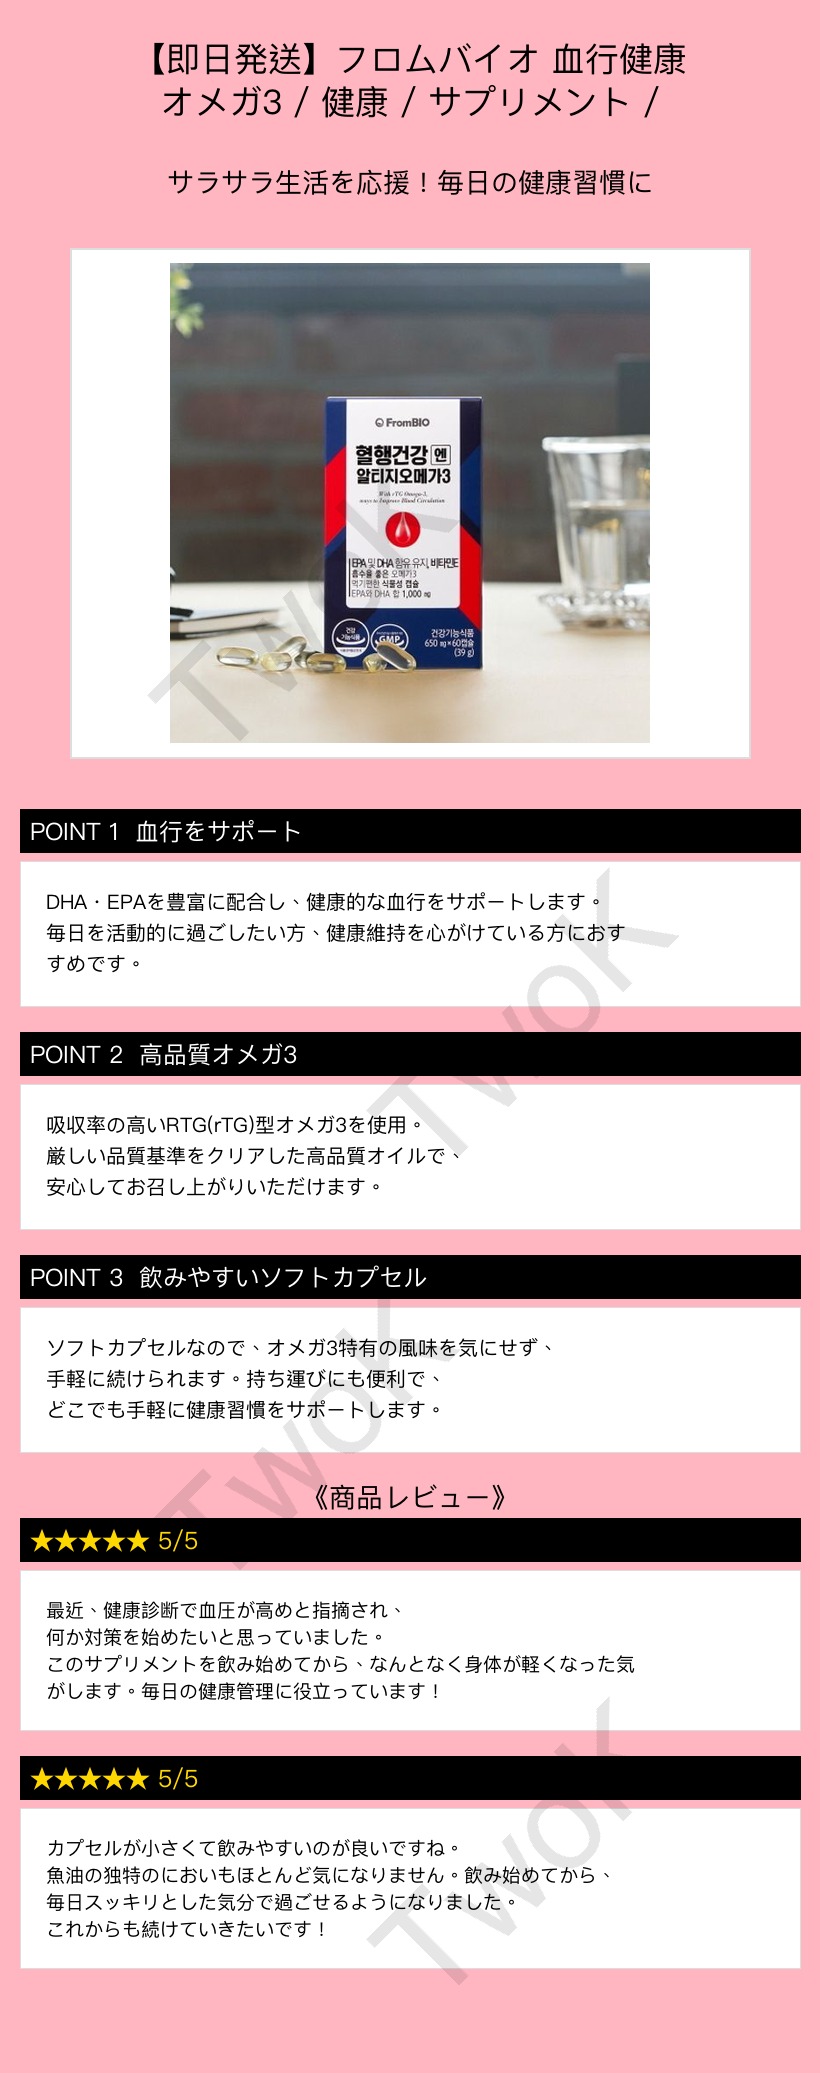 【即日発送】フロムバイオ 血行健康
オメガ3 / 健康 / サプリメント /
サラサラ生活を応援！毎日の健康習慣に
FromBIO
혈행건강 엔
알티지오메가3
With rTG Omega-3,
ways to Improve Blood Circulation
EPA 및 DHA 함유 유지, 비타민E
흡수율 좋은 오메가3
먹기편한 식물성 캡슐
EPA와 DHA 합 1,000 mg
건강
기능식품
GMP
건강기능식품
650 mg×60캡슐
(39 g)
TwoK
POINT 1 血行をサポート
DHA・EPAを豊富に配合し、健康的な血行をサポートします。
毎日を活動的に過ごしたい方、健康維持を心がけている方におす
すめです。
TwoK
POINT 2 高品質オメガ3
吸収率の高いRTG(rTG)型オメガ3を使用。
厳しい品質基準をクリアした高品質オイルで、
安心してお召し上がりいただけます。
POINT 3 飲みやすいソフトカプセル
ソフトカプセルなので、オメガ3特有の風味を気にせず、
手軽に続けられます。持ち運びにも便利で、
どこでも手軽に健康習慣をサポートします。
TwoK
《商品レビュー》
★★★★★ 5/5
最近、健康診断で血圧が高めと指摘され、
何か対策を始めたいと思っていました。
このサプリメントを飲み始めてから、なんとなく身体が軽くなった気
がします。毎日の健康管理に役立っています！
★★★★★ 5/5
カプセルが小さくて飲みやすいのが良いですね。
魚油の独特のにおいもほとんど気になりません。飲み始めてから、
毎日スッキリとした気分で過ごせるようになりました。
これからも続けていきたいです！
TwoK